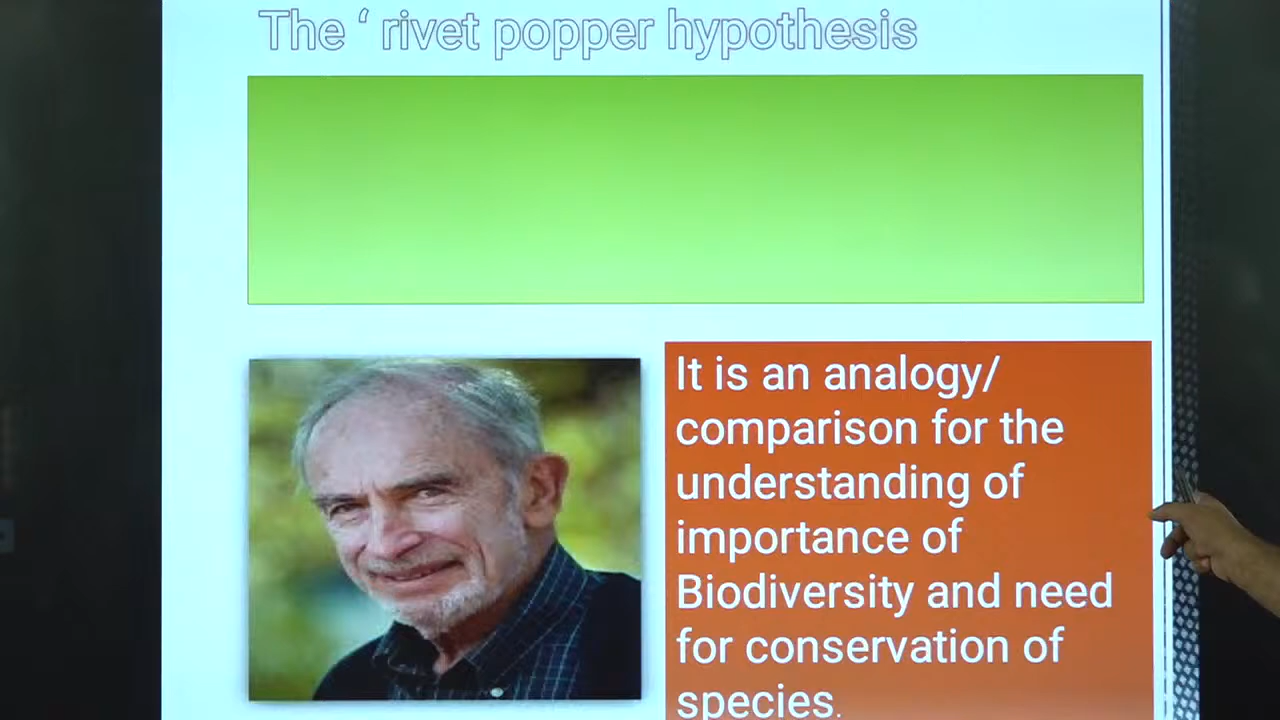 The ‘ rivet popper hypothesis
It is an analogy/
comparison for the
understanding of
importance of
Biodiversity and need
for conservation of
species.